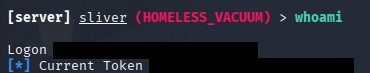 [server] sliver (HOMELESS_VACUUM) > whoami
Logon
[*] Current Token